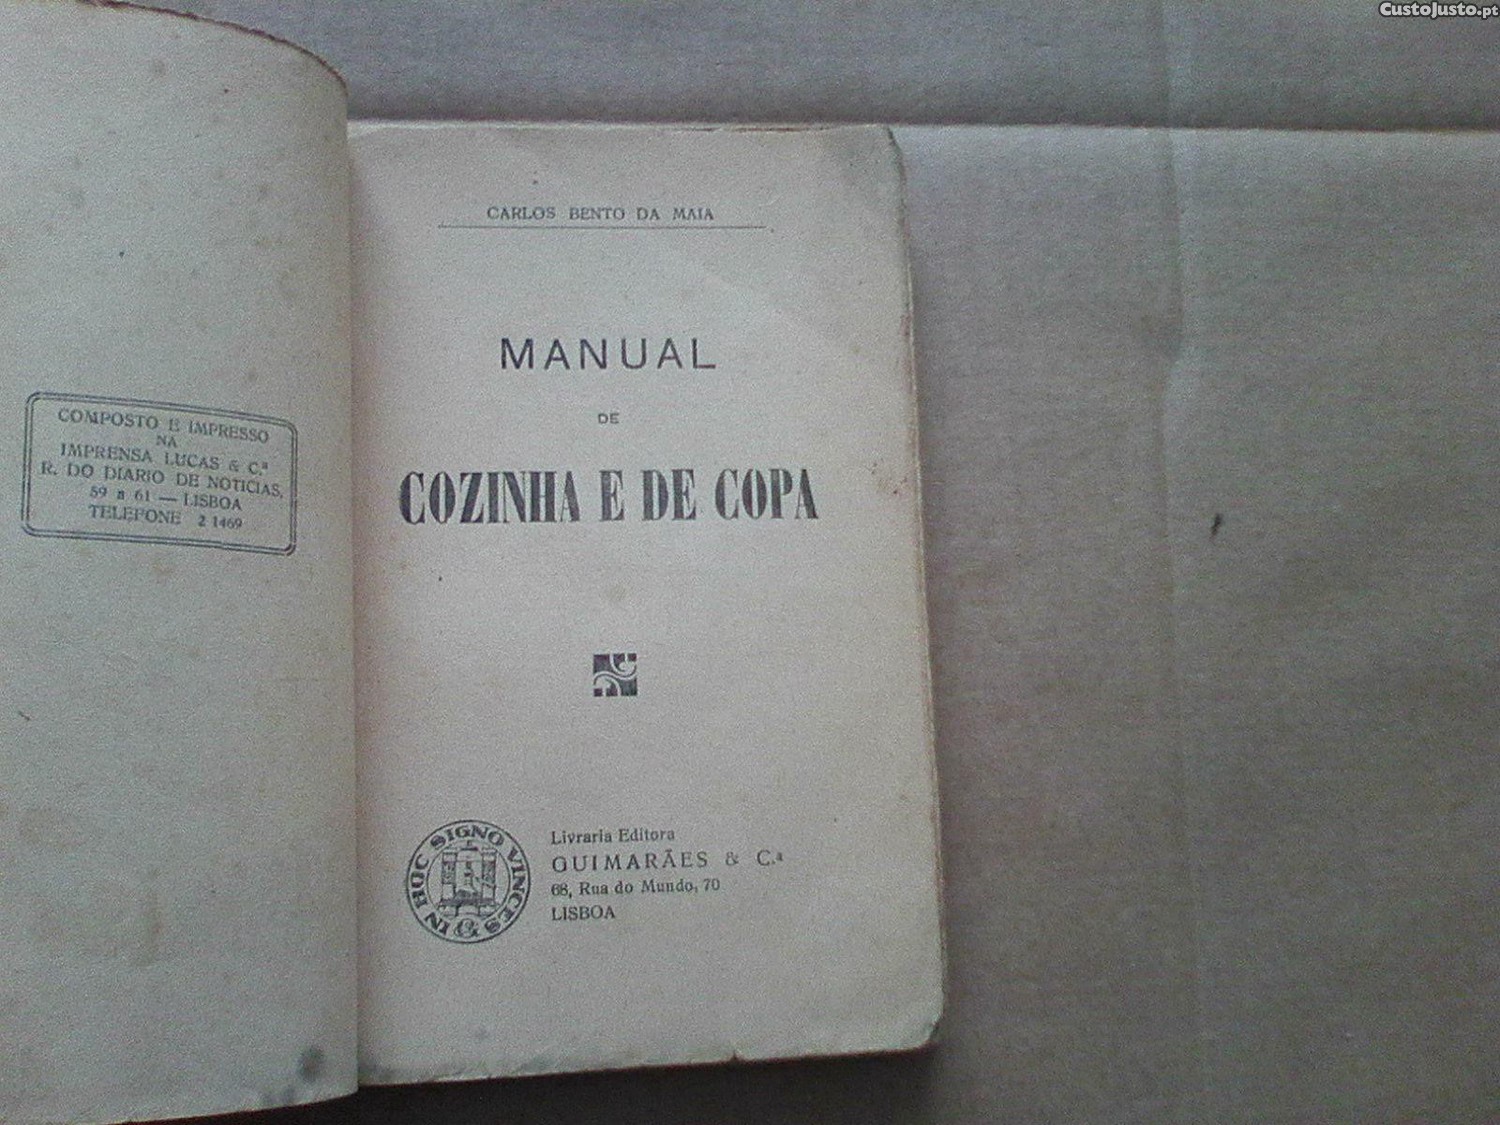 CustoJusto.pt
COMPOSTO E IMPRESSO
NA
IMPRENSA LUCAS & C.ª
R. DO DIARIO DE NOTICIAS,
59 a 61 — LISBOA
TELEFONE 2 1469
CARLOS BENTO DA MAIA
MANUAL
DE
COZINHA E DE COPA
IN HOC SIGNO VINCES
Livraria Editora
GUIMARÃES & C.ª
68, Rua do Mundo, 70
LISBOA